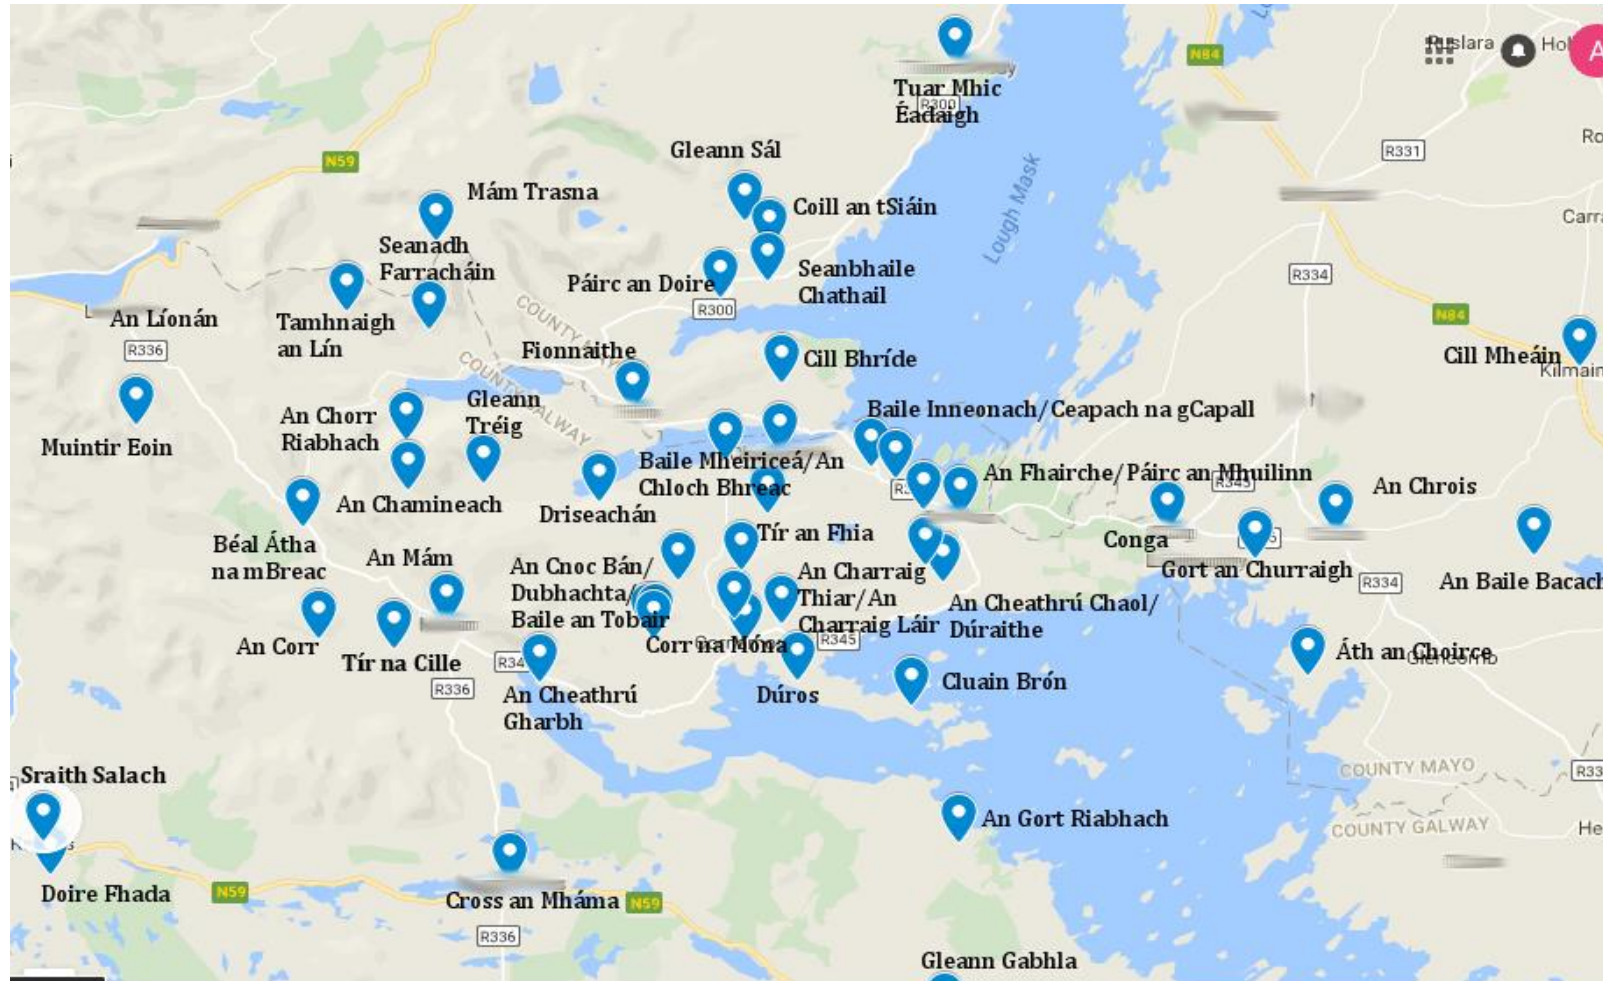 Tuar Mhic
Éadaigh
R300
N84
Hol
A
R331
N59
Gleann Sál
Mám Trasna
Coill an tSiáin
Lough Mask
Seanadh
Farracháin
Seanbhaile
Chathail
Páirc an Doire
R300
R334
Tamhnaigh
an Lín
An Líonán
R336
COUNTY MAYO
COUNTY GALWAY
Fionnaithe
Cill Bhríde
N84
Cill Mheáin
Kilmain
Gleann
Tréig
An Chorr
Riabhach
Muintir Eoin
Baile Inneonach/Ceapach na gCapall
Baile Mheiriceá/An
Chloch Bhreac
An Fhairche/Páirc an Mhuilinn
An Chrois
An Chamineach
Driseachán
Tír an Fhia
Conga
Béal Átha
na mBreac
An Mám
An Cnoc Bán/
Dubhachta/
Baile an Tobair
An Charraig
Thiar/An
Charraig Láir
Gort an Churraigh
R334
An Baile Bacach
An Cheathrú Chaol/
Dúraithe
An Corr
Tír na Cille
Corr na Móna
R345
Áth an Choirce
R336
An Cheathrú
Gharbh
Dúros
Cluain Brón
Sraith Salach
COUNTY MAYO
An Gort Riabhach
COUNTY GALWAY
Doire Fhada
N59
Cross an Mháma
N59
R336
Gleann Gabhla